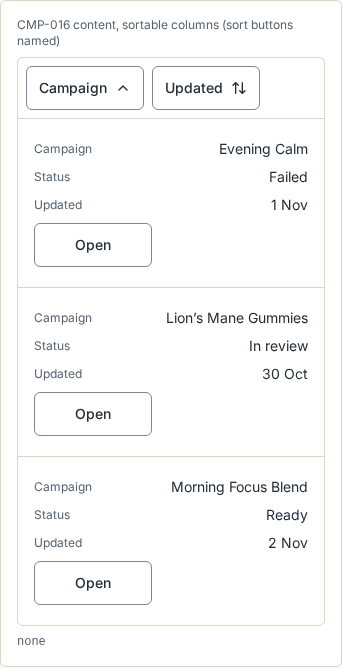 CMP-016 content, sortable columns (sort buttons
named)
Campaign Updated
Campaign Evening Calm
Status Failed
Updated 1 Nov
Open
Campaign Lion’s Mane Gummies
Status In review
Updated 30 Oct
Open
Campaign Morning Focus Blend
Status Ready
Updated 2 Nov
Open
none